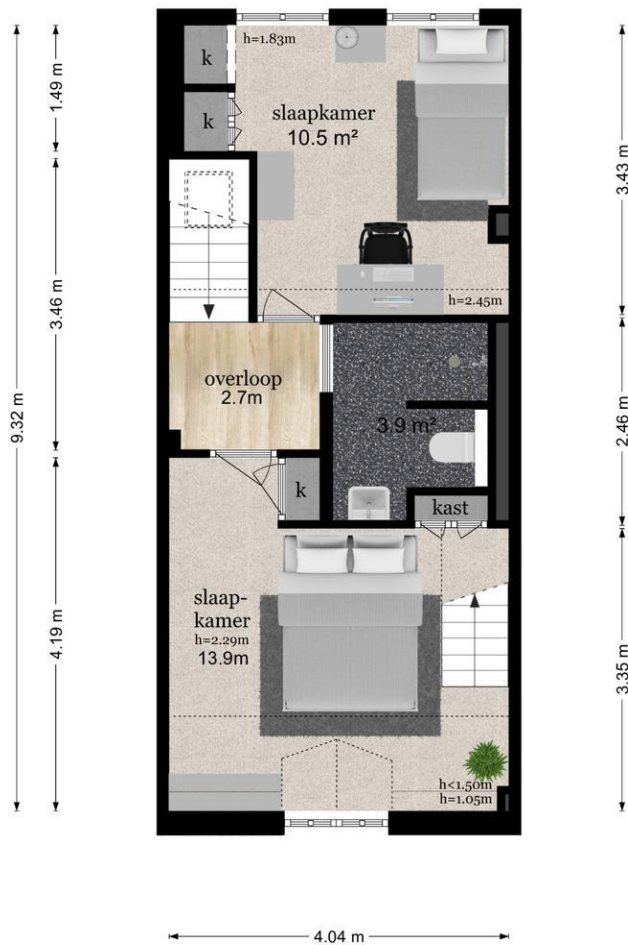 h=1.83m
k
k
slaapkamer
10.5 m²
h=2.45m
overloop
2.7m
3.9 m²
k
kast
slaap-
kamer
h=2.29m
13.9m
h<1.50m
h=1.05m
9.32 m
1.49 m
3.46 m
4.19 m
3.43 m
2.46 m
3.35 m
4.04 m